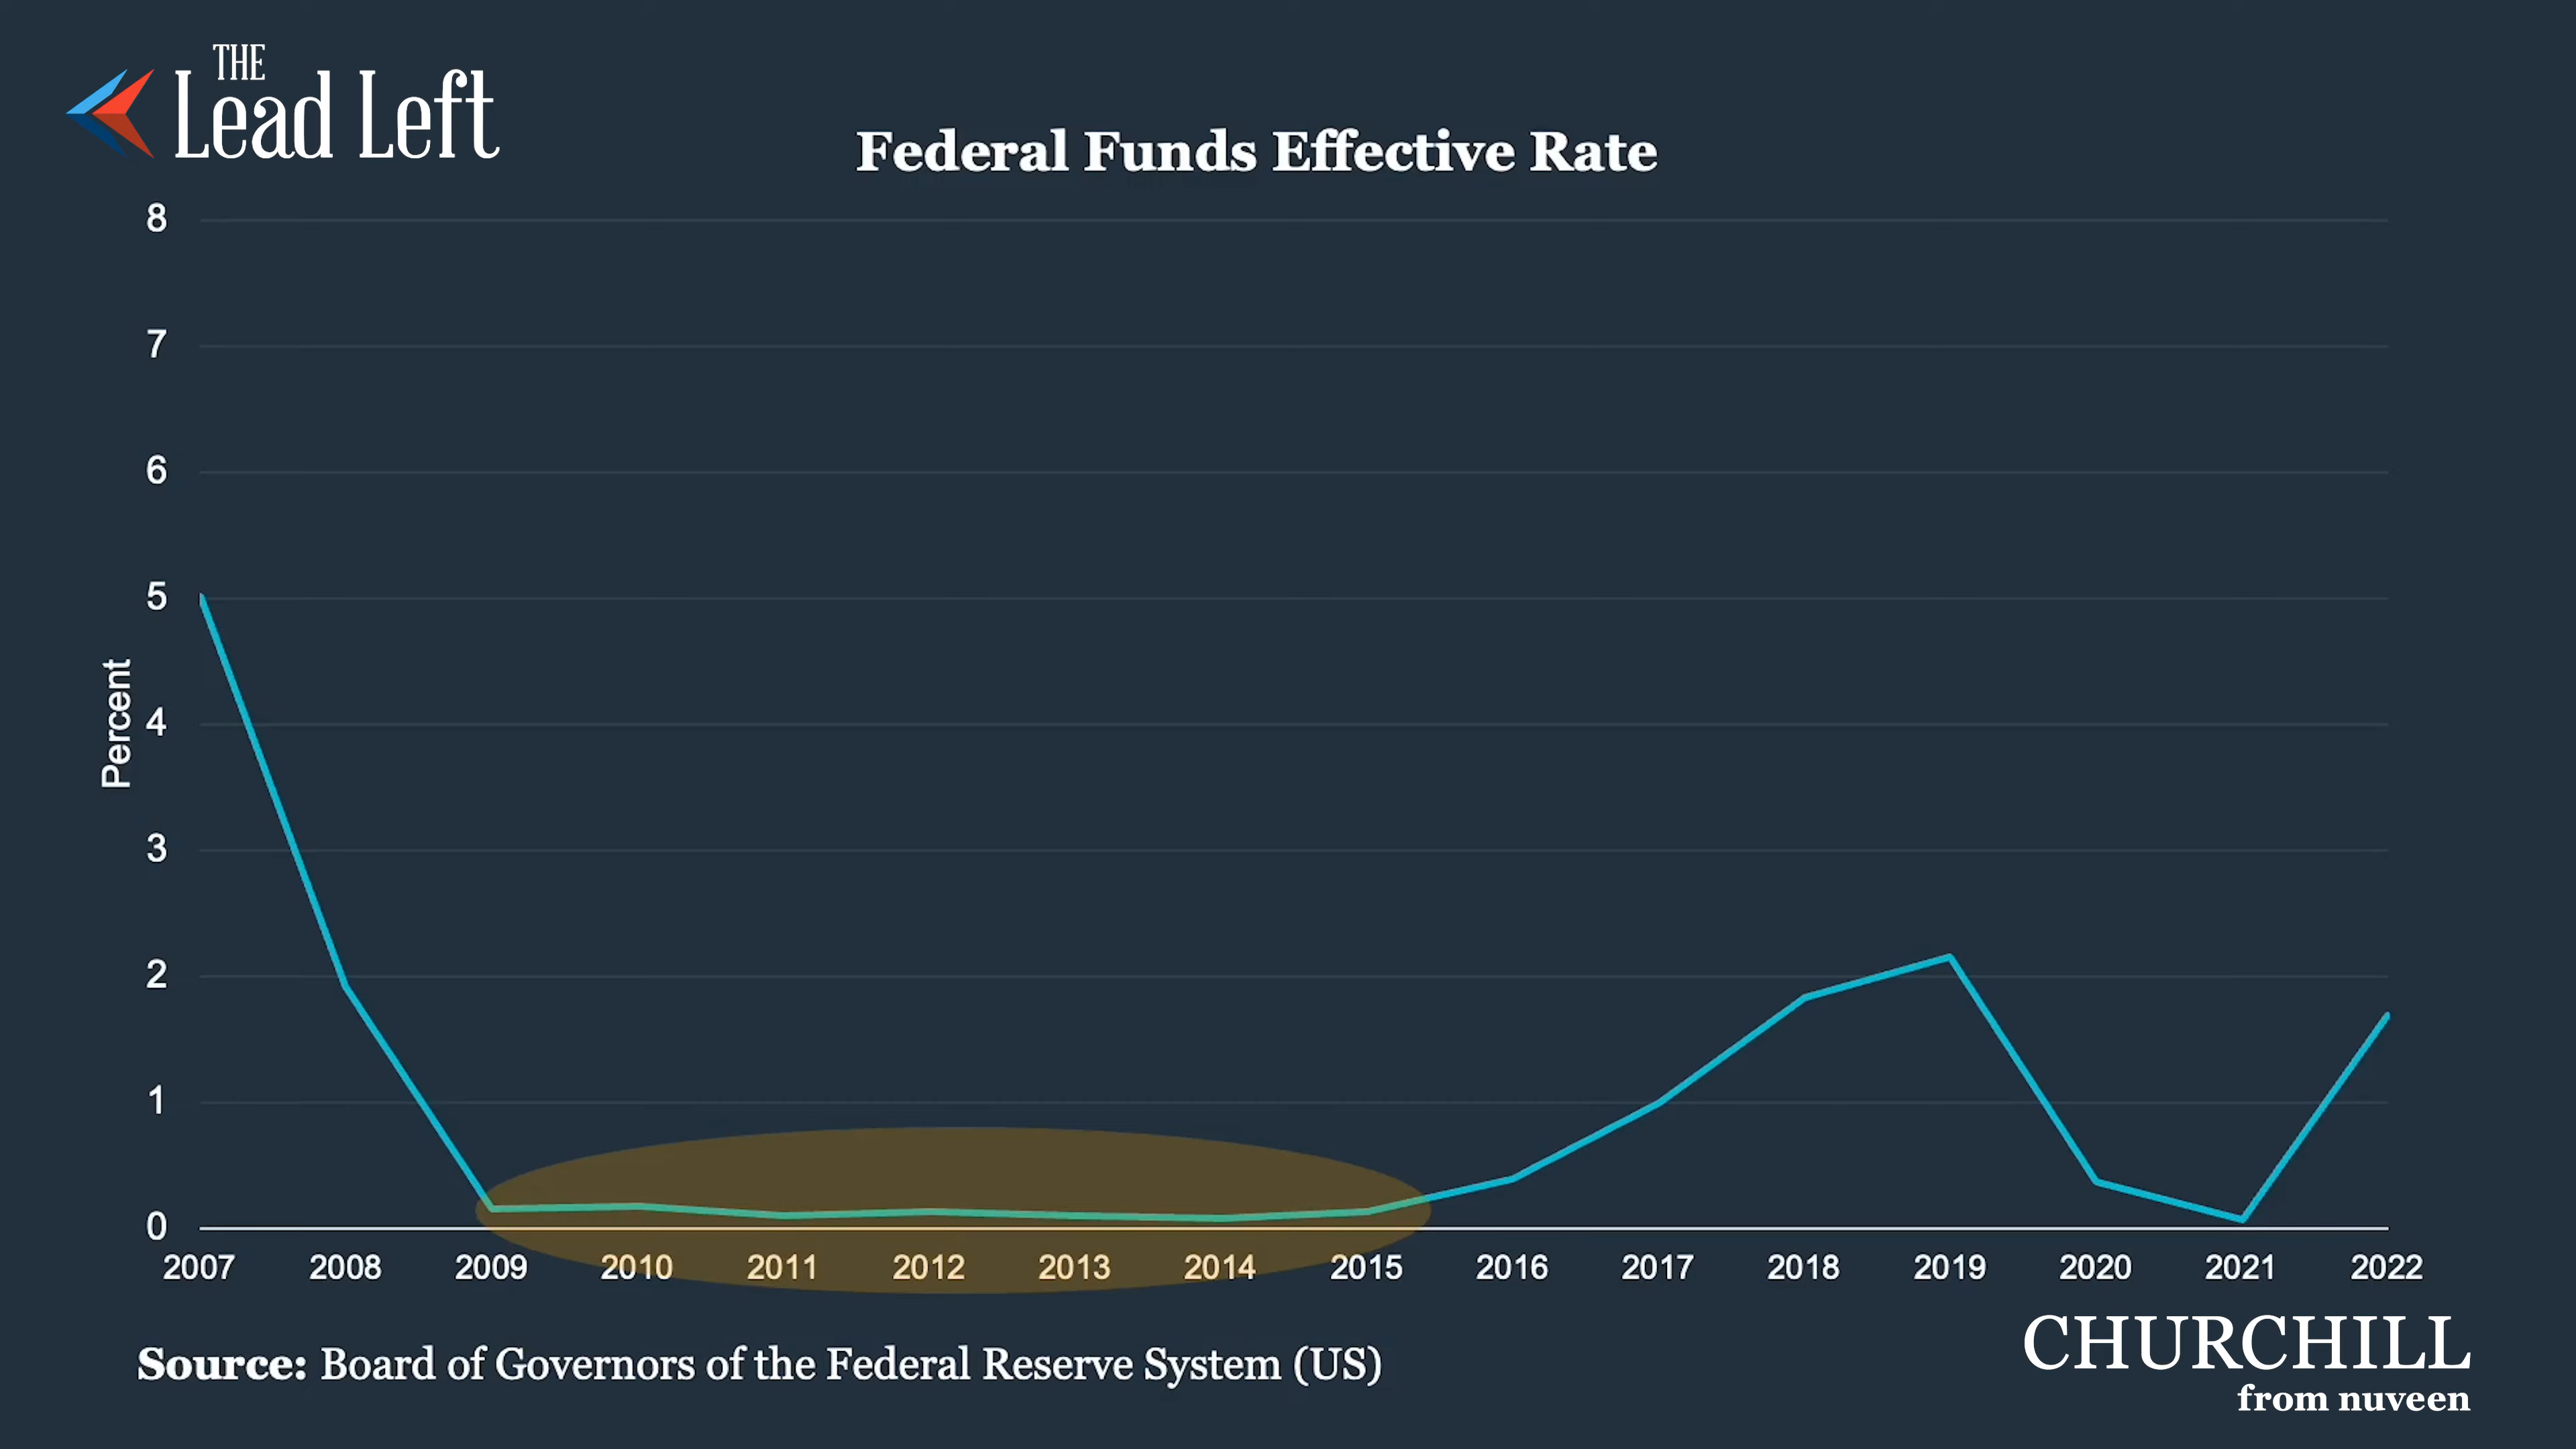 THE
Lead Left
Federal Funds Effective Rate
8
7
6
5
4
3
2
1
0
Percent
2007 2008 2009 2010 2011 2012 2013 2014 2015 2016 2017 2018 2019 2020 2021 2022
Source: Board of Governors of the Federal Reserve System (US)
CHURCHILL
from nuveen